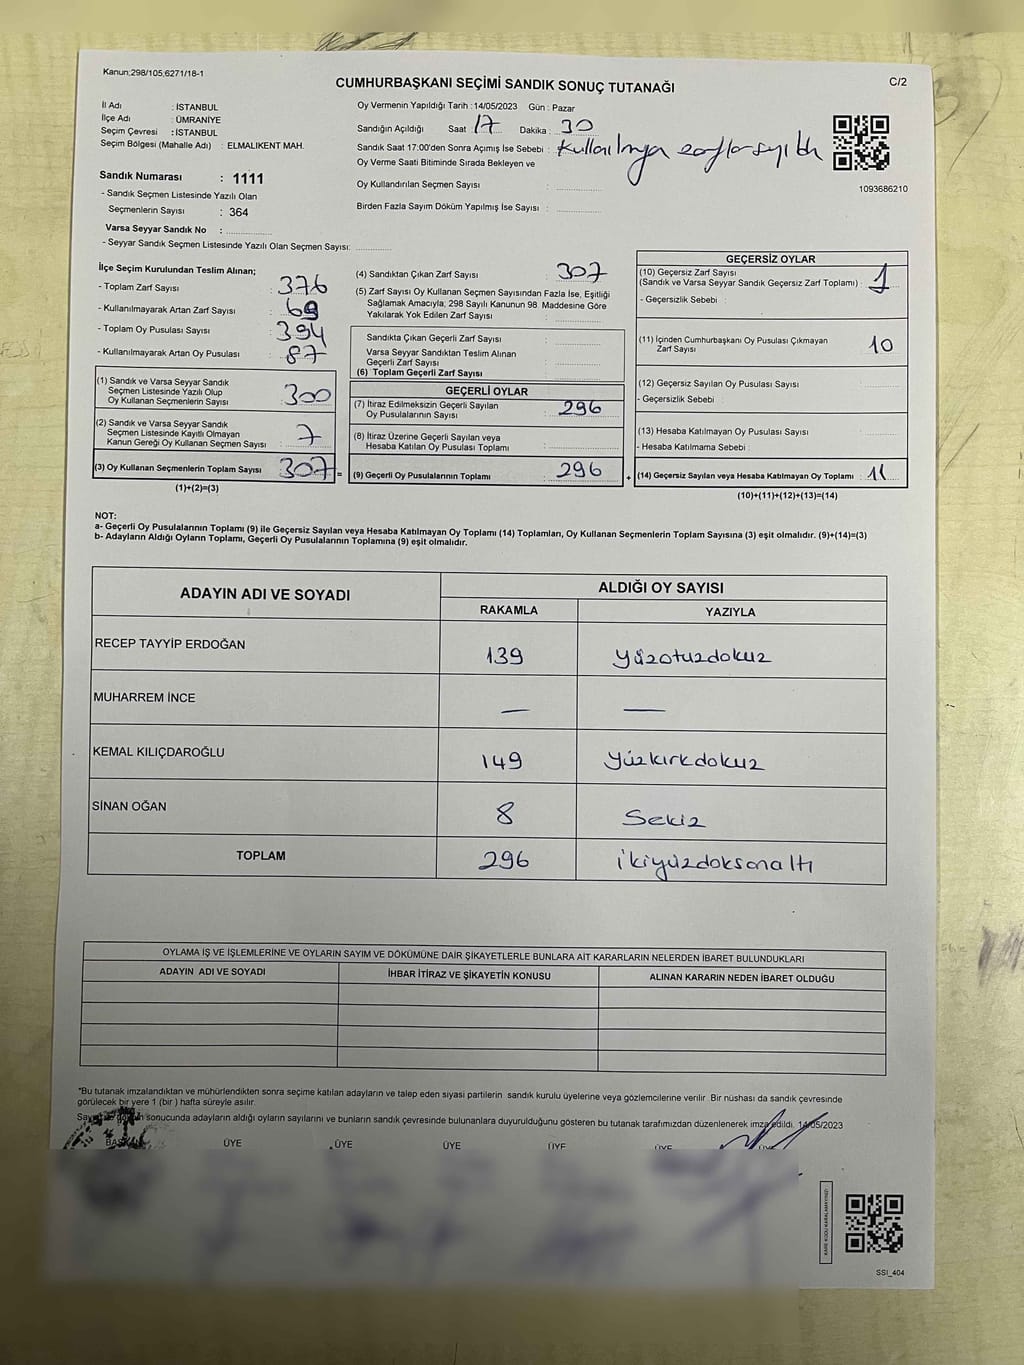 Kanun;298/105;6271/18-1
CUMHURBAŞKANI SEÇİMİ SANDIK SONUÇ TUTANAĞI
C/2
İl Adı : İSTANBUL
İlçe Adı : ÜMRANİYE
Seçim Çevresi : İSTANBUL
Seçim Bölgesi (Mahalle Adı) : ELMALIKENT MAH.
Sandık Numarası : 1111
- Sandık Seçmen Listesinde Yazılı Olan
Seçmenlerin Sayısı : 364
Varsa Seyyar Sandık No :
- Seyyar Sandık Seçmen Listesinde Yazılı Olan Seçmen Sayısı:
Oy Vermenin Yapıldığı Tarih : 14/05/2023 Gün : Pazar
Sandığın Açıldığı Saat : 17 Dakika : 30
Sandık Saat 17:00'den Sonra Açımış İse Sebebi : Kullanılmayan zarflar sayıldı
Oy Verme Saati Bitiminde Sırada Bekleyen ve
Oy Kullandırılan Seçmen Sayısı :
Birden Fazla Sayım Döküm Yapılmış İse Sayısı :
1093686210
İlçe Seçim Kurulundan Teslim Alınan;
- Toplam Zarf Sayısı : 376
- Kullanılmayarak Artan Zarf Sayısı : 69
- Toplam Oy Pusulası Sayısı : 394
- Kullanılmayarak Artan Oy Pusulası : 87
(1) Sandık ve Varsa Seyyar Sandık
Seçmen Listesinde Yazılı Olup
Oy Kullanan Seçmenlerin Sayısı : 300
(2) Sandık ve Varsa Seyyar Sandık
Seçmen Listesinde Kayıtlı Olmayan
Kanun Gereği Oy Kullanan Seçmen Sayısı : 7
(3) Oy Kullanan Seçmenlerin Toplam Sayısı 307 =
(1)+(2)=(3)
(4) Sandıktan Çıkan Zarf Sayısı : 307
(5) Zarf Sayısı Oy Kullanan Seçmen Sayısından Fazla İse, Eşitliği
Sağlamak Amacıyla; 298 Sayılı Kanunun 98. Maddesine Göre
Yakılarak Yok Edilen Zarf Sayısı :
Sandıkta Çıkan Geçerli Zarf Sayısı :
Varsa Seyyar Sandıktan Teslim Alınan
Geçerli Zarf Sayısı :
(6) Toplam Geçerli Zarf Sayısı :
GEÇERLİ OYLAR
(7) İtiraz Edilmeksizin Geçerli Sayılan
Oy Pusulalarının Sayısı : 296
(8) İtiraz Üzerine Geçerli Sayılan veya
Hesaba Katılan Oy Pusulası Toplamı :
(9) Geçerli Oy Pusulalarının Toplamı : 296 +
GEÇERSİZ OYLAR
(10) Geçersiz Zarf Sayısı
(Sandık ve Varsa Seyyar Sandık Geçersiz Zarf Toplamı) : 1
- Geçersizlik Sebebi :
(11) İçinden Cumhurbaşkanı Oy Pusulası Çıkmayan
Zarf Sayısı : 10
(12) Geçersiz Sayılan Oy Pusulası Sayısı :
- Geçersizlik Sebebi :
(13) Hesaba Katılmayan Oy Pusulası Sayısı :
- Hesaba Katılmama Sebebi :
(14) Geçersiz Sayılan veya Hesaba Katılmayan Oy Toplamı : 11
(10)+(11)+(12)+(13)=(14)
NOT:
a- Geçerli Oy Pusulalarının Toplamı (9) ile Geçersiz Sayılan veya Hesaba Katılmayan Oy Toplamı (14) Toplamları, Oy Kullanan Seçmenlerin Toplam Sayısına (3) eşit olmalıdır. (9)+(14)=(3)
b- Adayların Aldığı Oyların Toplamı, Geçerli Oy Pusulalarının Toplamına (9) eşit olmalıdır.
ADAYIN ADI VE SOYADI ALDIĞI OY SAYISI
RAKAMLA YAZIYLA
RECEP TAYYİP ERDOĞAN 139 yüzotuzdokuz
MUHARREM İNCE — —
KEMAL KILIÇDAROĞLU 149 yüzkırkdokuz
SİNAN OĞAN 8 Sekiz
TOPLAM 296 ikiyüzdoksanaltı
OYLAMA İŞ VE İŞLEMLERİNE VE OYLARIN SAYIM VE DÖKÜMÜNE DAİR ŞİKAYETLERLE BUNLARA AİT KARARLARIN NELERDEN İBARET BULUNDUKLARI
ADAYIN ADI VE SOYADI İHBAR İTİRAZ VE ŞİKAYETİN KONUSU ALINAN KARARIN NEDEN İBARET OLDUĞU
*Bu tutanak imzalandıktan ve mühürlendikten sonra seçime katılan adayların ve talep eden siyasi partilerin sandık kurulu üyelerine veya gözlemcilerine verilir. Bir nüshası da sandık çevresinde
görülecek bir yere 1 (bir ) hafta süreyle asılır.
sonucunda adayların aldığı oyların sayılarını ve bunların sandık çevresinde bulunanlara duyurulduğunu gösteren bu tutanak tarafımızdan düzenlenerek imza edildi. 14/05/2023
BAŞKAN ÜYE ÜYE ÜYE ÜYE ÜYE ÜYE
SSI_404